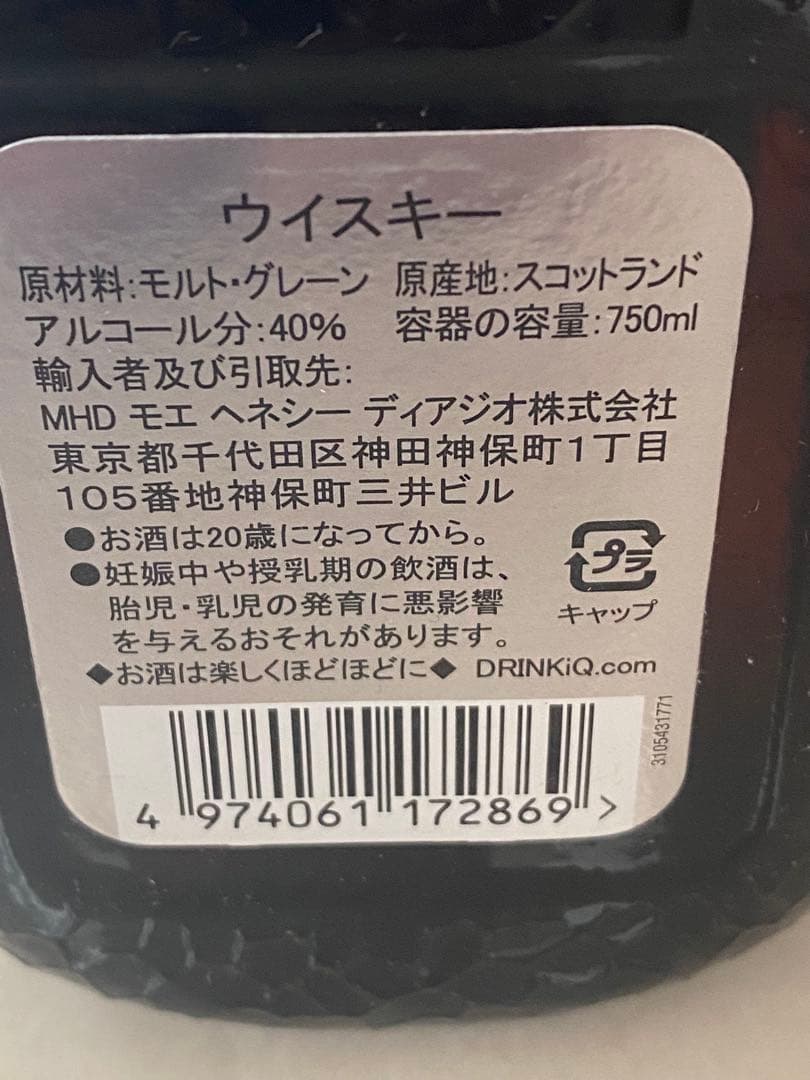 ウイスキー
原材料:モルト・グレーン 原産地:スコットランド
アルコール分:40% 容器の容量:750ml
輸入者及び引取先:
MHD モエ ヘネシー ディアジオ株式会社
東京都千代田区神田神保町1丁目
105番地神保町三井ビル
●お酒は20歳になってから。
●妊娠中や授乳期の飲酒は、
胎児・乳児の発育に悪影響
を与えるおそれがあります。
プラ
キャップ
◆お酒は楽しくほどほどに◆ DRINKiQ.com
3105431771
4 974061 172869 >